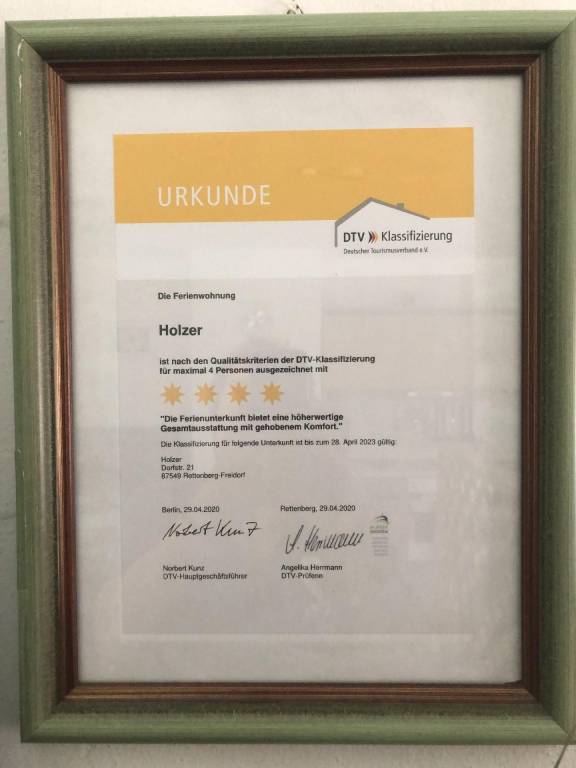 URKUNDE
DTV Klassifizierung
Deutscher Tourismusverband e.V.
Die Ferienwohnung
Holzer
ist nach den Qualitätskriterien der DTV-Klassifizierung
für maximal 4 Personen ausgezeichnet mit
"Die Ferienunterkunft bietet eine höherwertige
Gesamtausstattung mit gehobenem Komfort."
Die Klassifizierung für folgende Unterkunft ist bis zum 28. April 2023 gültig:
Holzer
Dorfstr. 21
87549 Rettenberg-Freidorf
Berlin, 29.04.2020
Rettenberg, 29.04.2020
Norbert Kunz
A. Herrmann
Norbert Kunz
DTV-Hauptgeschäftsführer
Angelika Herrmann
DTV-Prüferin